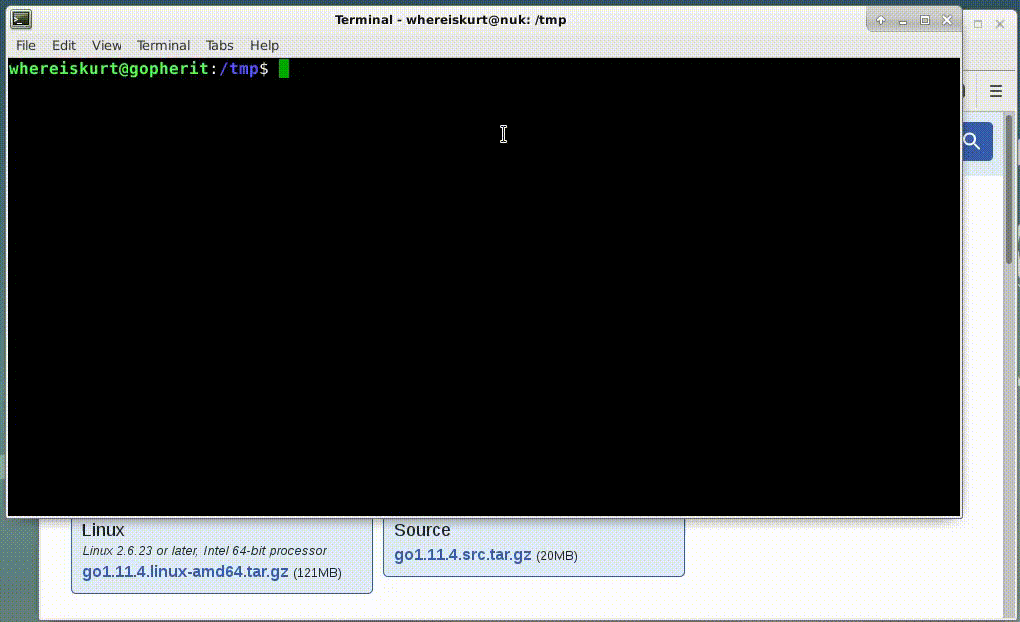 Terminal - whereiskurt@nuk: /tmp
File Edit View Terminal Tabs Help
whereiskurt@gopherit:/tmp$
Linux
Linux 2.6.23 or later, Intel 64-bit processor
go1.11.4.linux-amd64.tar.gz (121MB)
Source
go1.11.4.src.tar.gz (20MB)